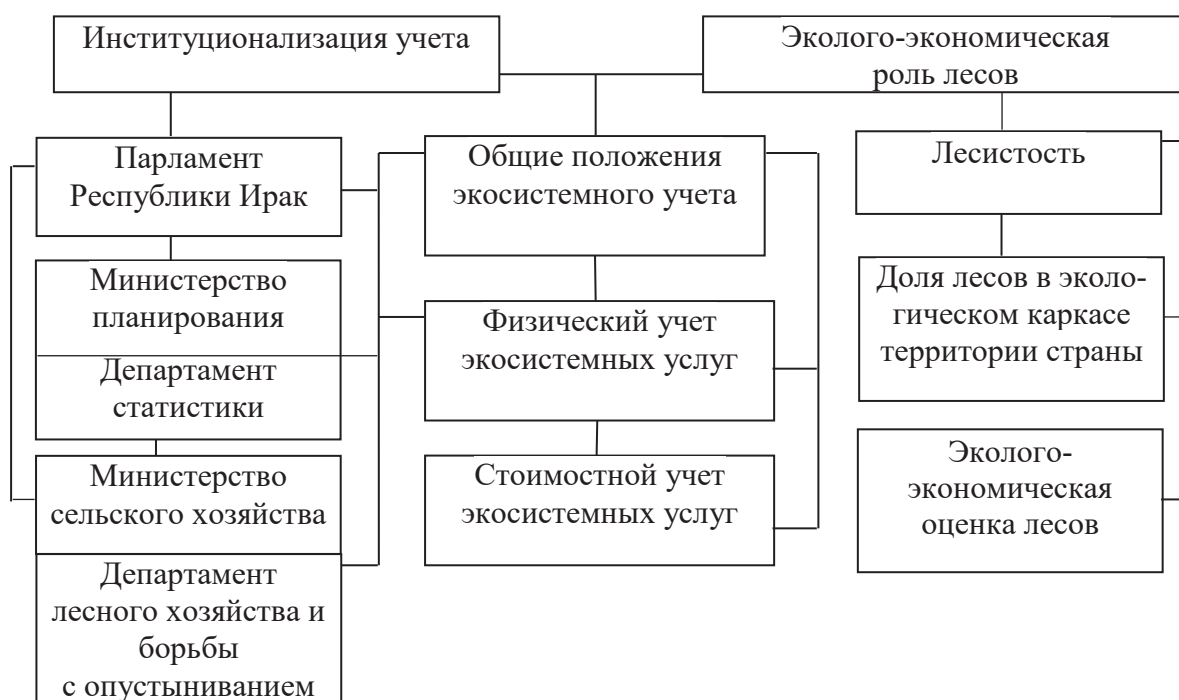 Институционализация учета
Эколого-экономическая
роль лесов
Парламент
Республики Ирак
Министерство
планирования
Департамент
статистики
Министерство
сельского хозяйства
Департамент
лесного хозяйства и
борьбы
с опустыниванием
Общие положения
экосистемного учета
Физический учет
экосистемных услуг
Стоимостной учет
экосистемных услуг
Лесистость
Доля лесов в эколо-
гическом каркасе
территории страны
Эколого-
экономическая
оценка лесов